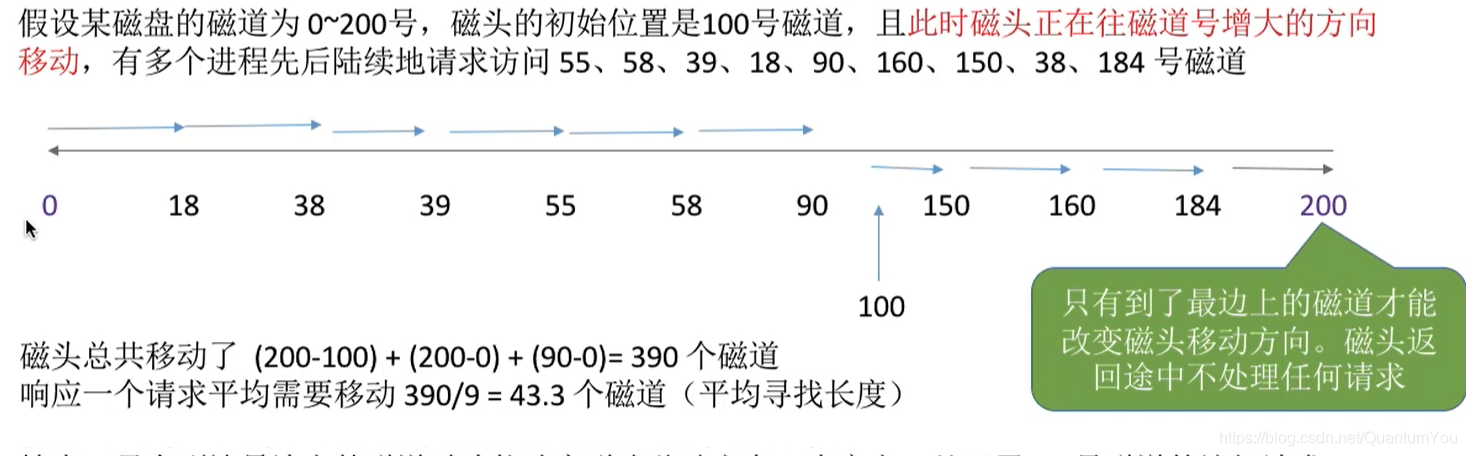 假设某磁盘的磁道为 0~200号，磁头的初始位置是100号磁道，且此时磁头正在往磁道号增大的方向
移动，有多个进程先后陆续地请求访问 55、58、39、18、90、160、150、38、184 号磁道
0 18 38 39 55 58 90 150 160 184 200
100
只有到了最边上的磁道才能
改变磁头移动方向。磁头返
回途中不处理任何请求
磁头总共移动了 (200-100) + (200-0) + (90-0)= 390 个磁道
响应一个请求平均需要移动 390/9 = 43.3 个磁道（平均寻找长度）
https://blog.csdn.net/QuantumYou